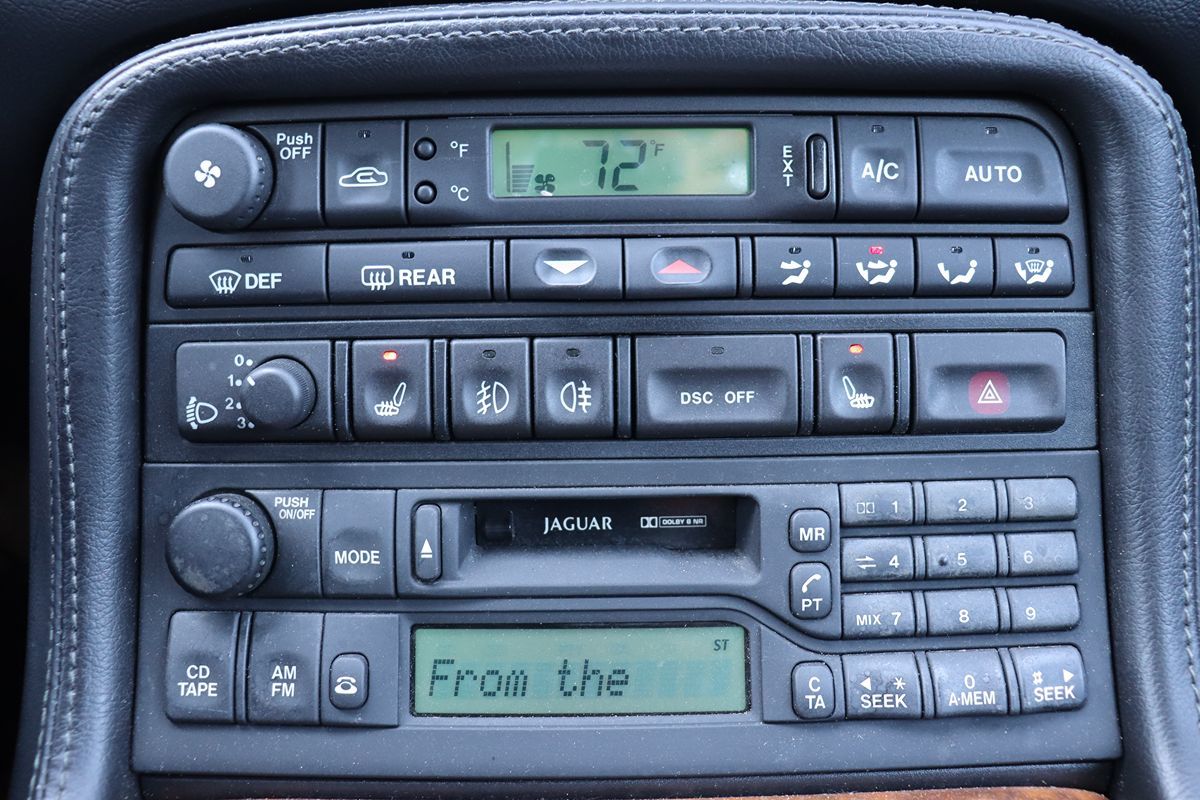 Push OFF
°F
72°F
EXT
A/C
AUTO
°C
DEF
REAR
0
1
2
3
DSC OFF
PUSH ON/OFF
MODE
JAGUAR
DOLBY B NR
MR
PT
1
2
3
4
5
6
MIX 7
8
9
CD TAPE
AM FM
From the
ST
C TA
* SEEK
0 A·MEM
# SEEK